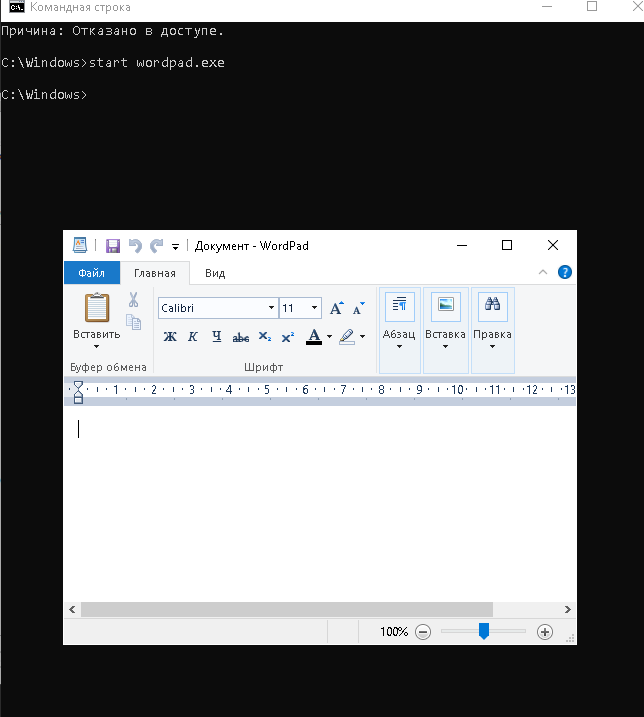 Командная строка
Причина: Отказано в доступе.
C:\Windows>start wordpad.exe
C:\Windows>
Документ - WordPad
Файл Главная Вид
Calibri 11
Вставить Ж К Ч abc X₂ X² A Абзац Вставка Правка
Буфер обмена Шрифт
1 2 3 4 5 6 7 8 9 10 11 12 13
100%